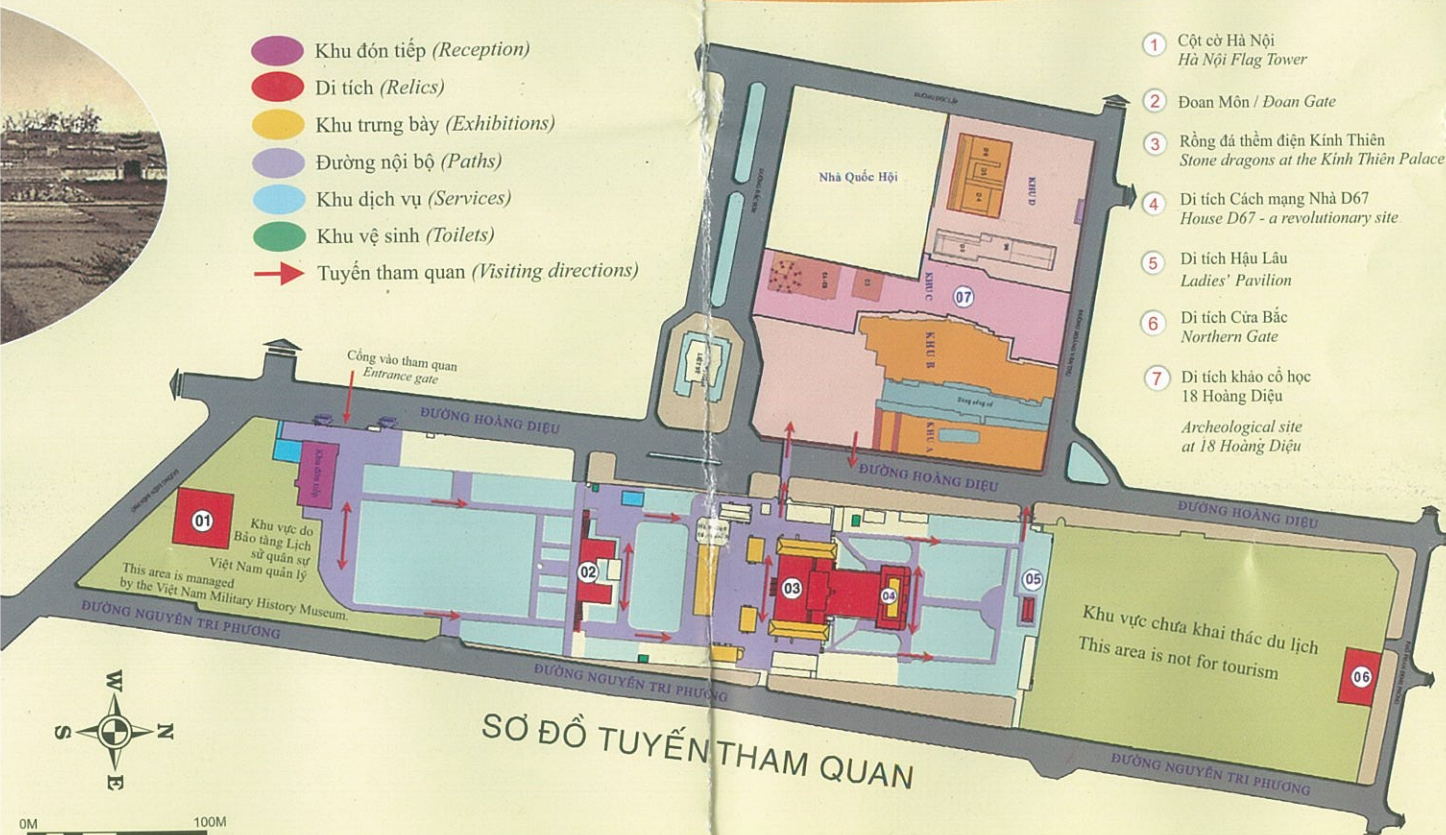 Khu đón tiếp (Reception)
Di tích (Relics)
Khu trưng bày (Exhibitions)
Đường nội bộ (Paths)
Khu dịch vụ (Services)
Khu vệ sinh (Toilets)
Tuyến tham quan (Visiting directions)
1 Cột cờ Hà Nội
Hà Nội Flag Tower
2 Đoan Môn / Đoan Gate
3 Rồng đá thềm điện Kính Thiên
Stone dragons at the Kính Thiên Palace
4 Di tích Cách mạng Nhà D67
House D67 - a revolutionary site
5 Di tích Hậu Lâu
Ladies' Pavilion
6 Di tích Cửa Bắc
Northern Gate
7 Di tích khảo cổ học
18 Hoàng Diệu
Archeological site
at 18 Hoàng Diệu
ĐƯỜNG ĐỘC LẬP
Nhà Quốc Hội
KHU D
KHU C
07
KHU B
KHU A
Cổng vào tham quan
Entrance gate
ĐƯỜNG HOÀNG DIỆU
ĐƯỜNG HOÀNG DIỆU
ĐƯỜNG HOÀNG DIỆU
Khu đón tiếp
01
Khu vực do
Bảo tàng Lịch
sử quân sự
Việt Nam quản lý
This area is managed
by the Việt Nam Military History Museum.
02
03
04
05
06
Khu vực chưa khai thác du lịch
This area is not for tourism
ĐƯỜNG NGUYỄN TRI PHƯƠNG
ĐƯỜNG NGUYỄN TRI PHƯƠNG
ĐƯỜNG NGUYỄN TRI PHƯƠNG
W
S
N
E
SƠ ĐỒ TUYẾN THAM QUAN
0M
100M